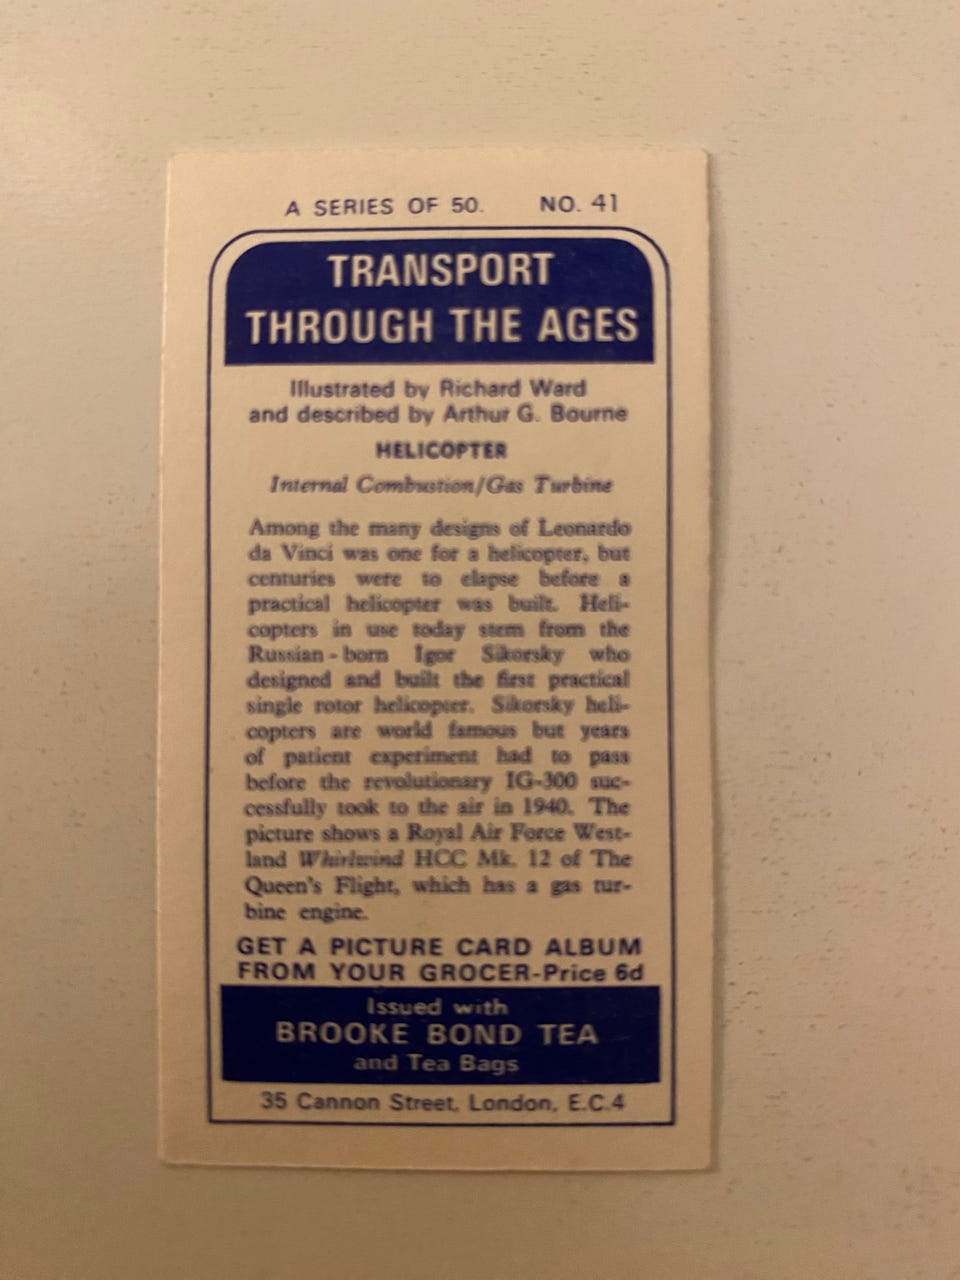 A SERIES OF 50. NO. 41
TRANSPORT
THROUGH THE AGES
Illustrated by Richard Ward
and described by Arthur G. Bourne
HELICOPTER
Internal Combustion/Gas Turbine
Among the many designs of Leonardo
da Vinci was one for a helicopter, but
centuries were to elapse before a
practical helicopter was built. Heli-
copters in use today stem from the
Russian-born Igor Sikorsky who
designed and built the first practical
single rotor helicopter. Sikorsky heli-
copters are world famous but years
of patient experiment had to pass
before the revolutionary IG-300 suc-
cessfully took to the air in 1940. The
picture shows a Royal Air Force West-
land Whirlwind HCC Mk. 12 of The
Queen's Flight, which has a gas tur-
bine engine.
GET A PICTURE CARD ALBUM
FROM YOUR GROCER-Price 6d
Issued with
BROOKE BOND TEA
and Tea Bags
35 Cannon Street, London, E.C.4